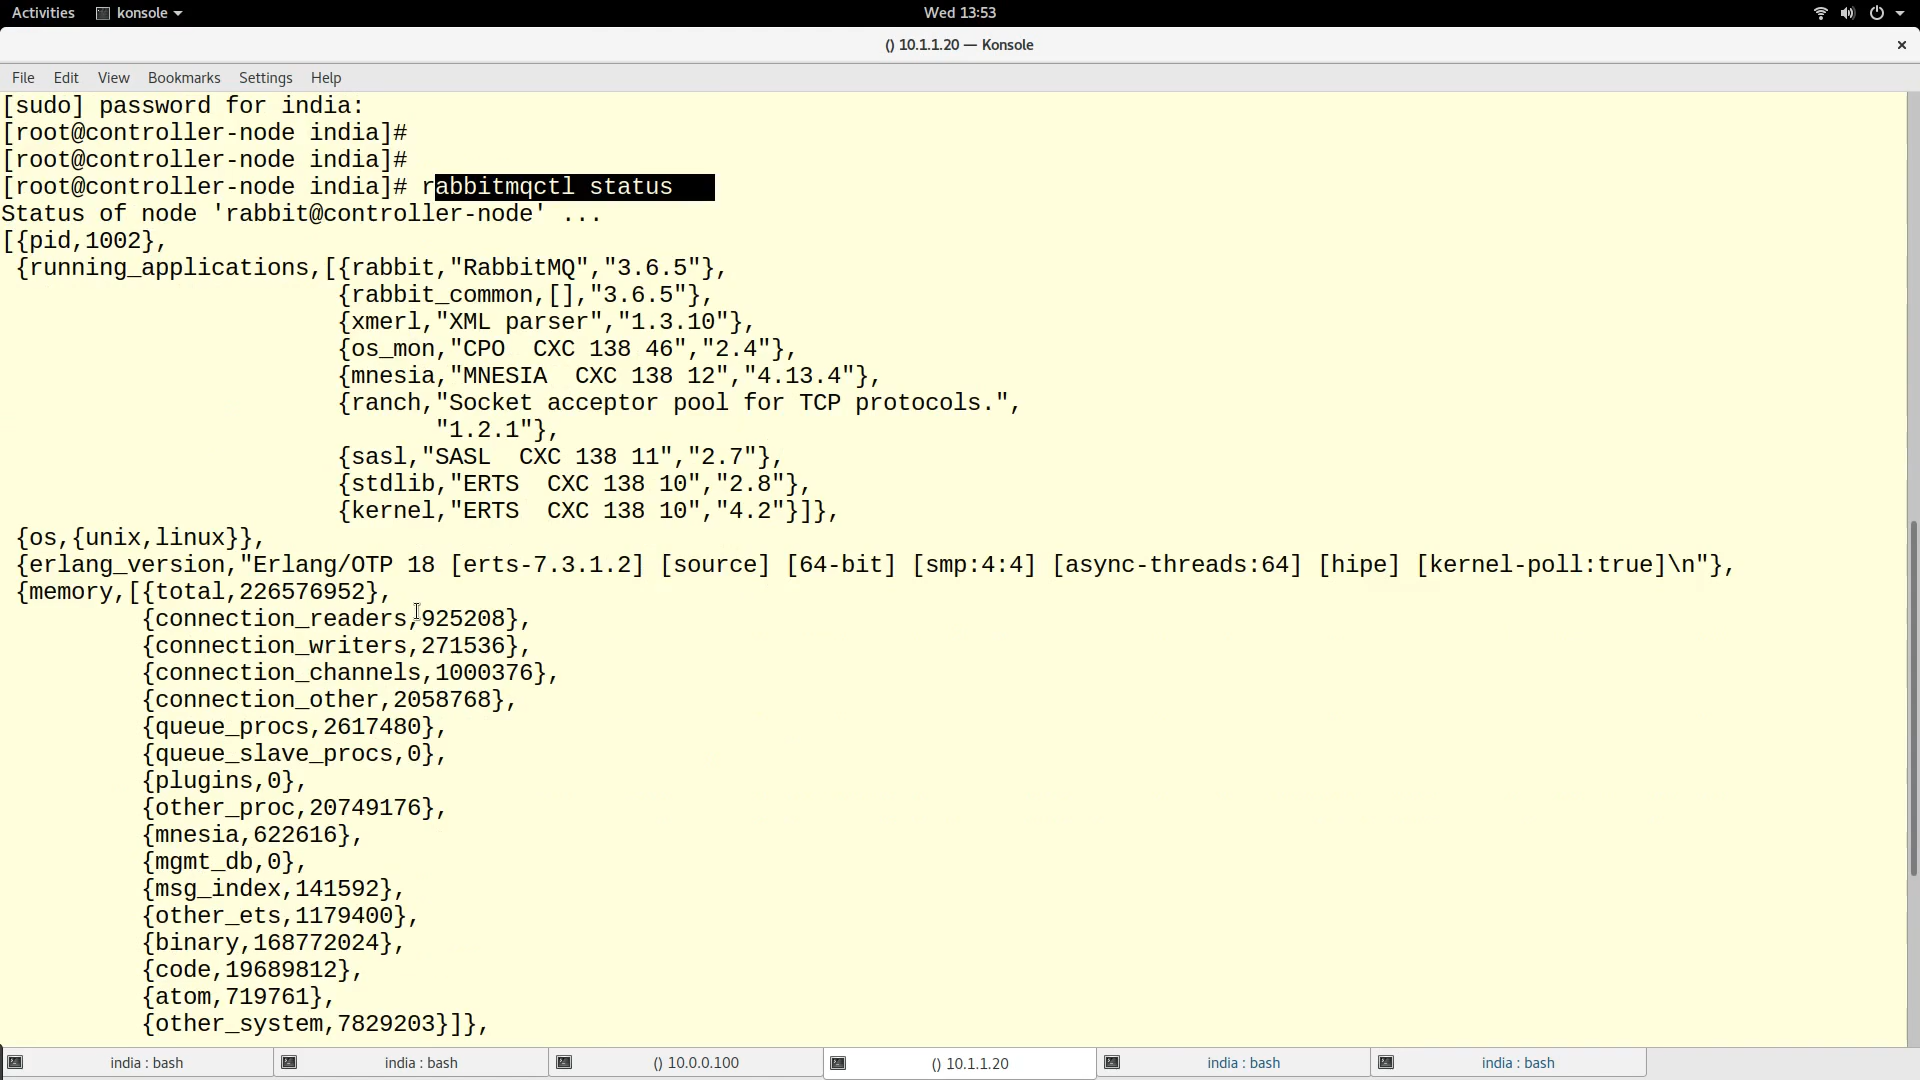 Activities konsole Wed 13:53
() 10.1.1.20 — Konsole
File Edit View Bookmarks Settings Help
[sudo] password for india:
[root@controller-node india]#
[root@controller-node india]#
[root@controller-node india]# rabbitmqctl status
Status of node 'rabbit@controller-node' ...
[{pid,1002},
 {running_applications,[{rabbit,"RabbitMQ","3.6.5"},
                        {rabbit_common,[],"3.6.5"},
                        {xmerl,"XML parser","1.3.10"},
                        {os_mon,"CPO  CXC 138 46","2.4"},
                        {mnesia,"MNESIA  CXC 138 12","4.13.4"},
                        {ranch,"Socket acceptor pool for TCP protocols.",
                               "1.2.1"},
                        {sasl,"SASL  CXC 138 11","2.7"},
                        {stdlib,"ERTS  CXC 138 10","2.8"},
                        {kernel,"ERTS  CXC 138 10","4.2"}]},
 {os,{unix,linux}},
 {erlang_version,"Erlang/OTP 18 [erts-7.3.1.2] [source] [64-bit] [smp:4:4] [async-threads:64] [hipe] [kernel-poll:true]\n"},
 {memory,[{total,226576952},
          {connection_readers,925208},
          {connection_writers,271536},
          {connection_channels,1000376},
          {connection_other,2058768},
          {queue_procs,2617480},
          {queue_slave_procs,0},
          {plugins,0},
          {other_proc,20749176},
          {mnesia,622616},
          {mgmt_db,0},
          {msg_index,141592},
          {other_ets,1179400},
          {binary,168772024},
          {code,19689812},
          {atom,719761},
          {other_system,7829203}]},
india : bash india : bash () 10.0.0.100 () 10.1.1.20 india : bash india : bash